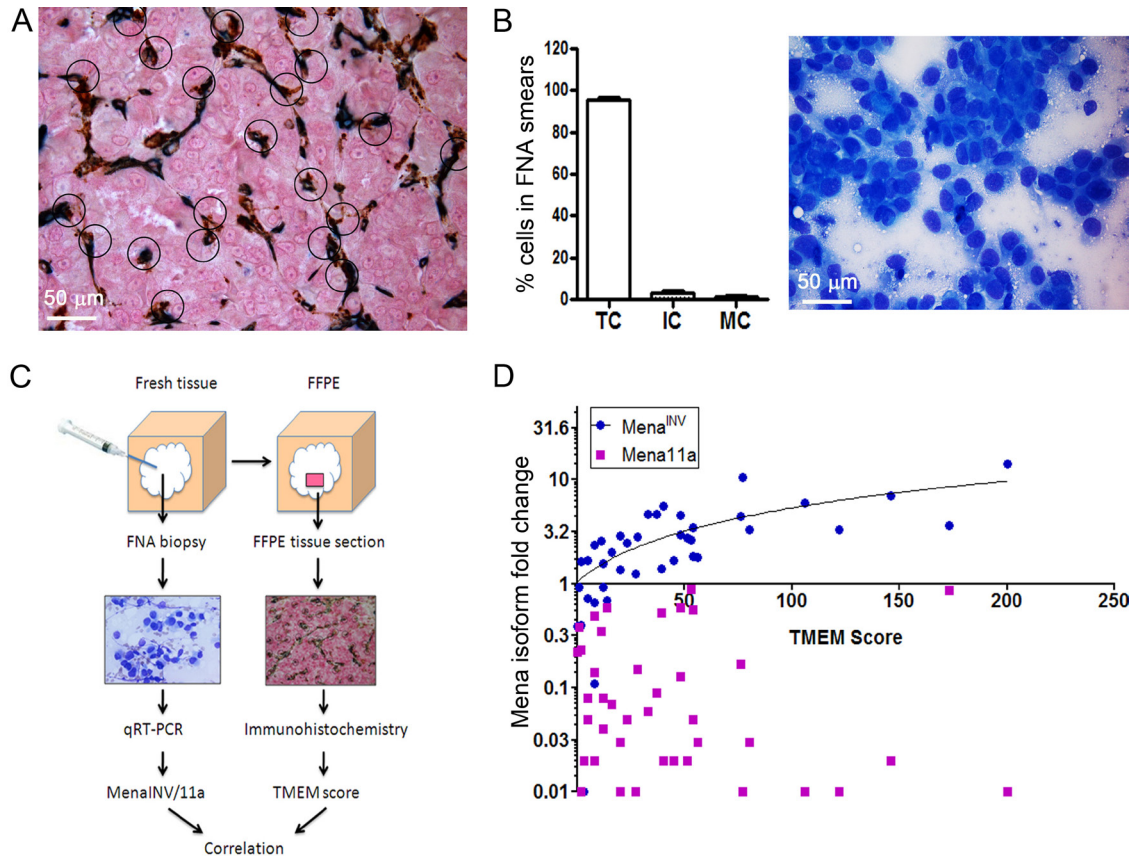 A
50 μm
B
% cells in FNA smears
120
100
80
60
40
20
0
TC IC MC
50 μm
C
Fresh tissue FFPE
FNA biopsy FFPE tissue section
qRT-PCR Immunohistochemistry
MenaINV/11a TMEM score
Correlation
D
Mena isoform fold change
31.6
10
3.2
1
0.3
0.1
0.03
0.01
Mena^INV
Mena11a
50 100 150 200 250
TMEM Score